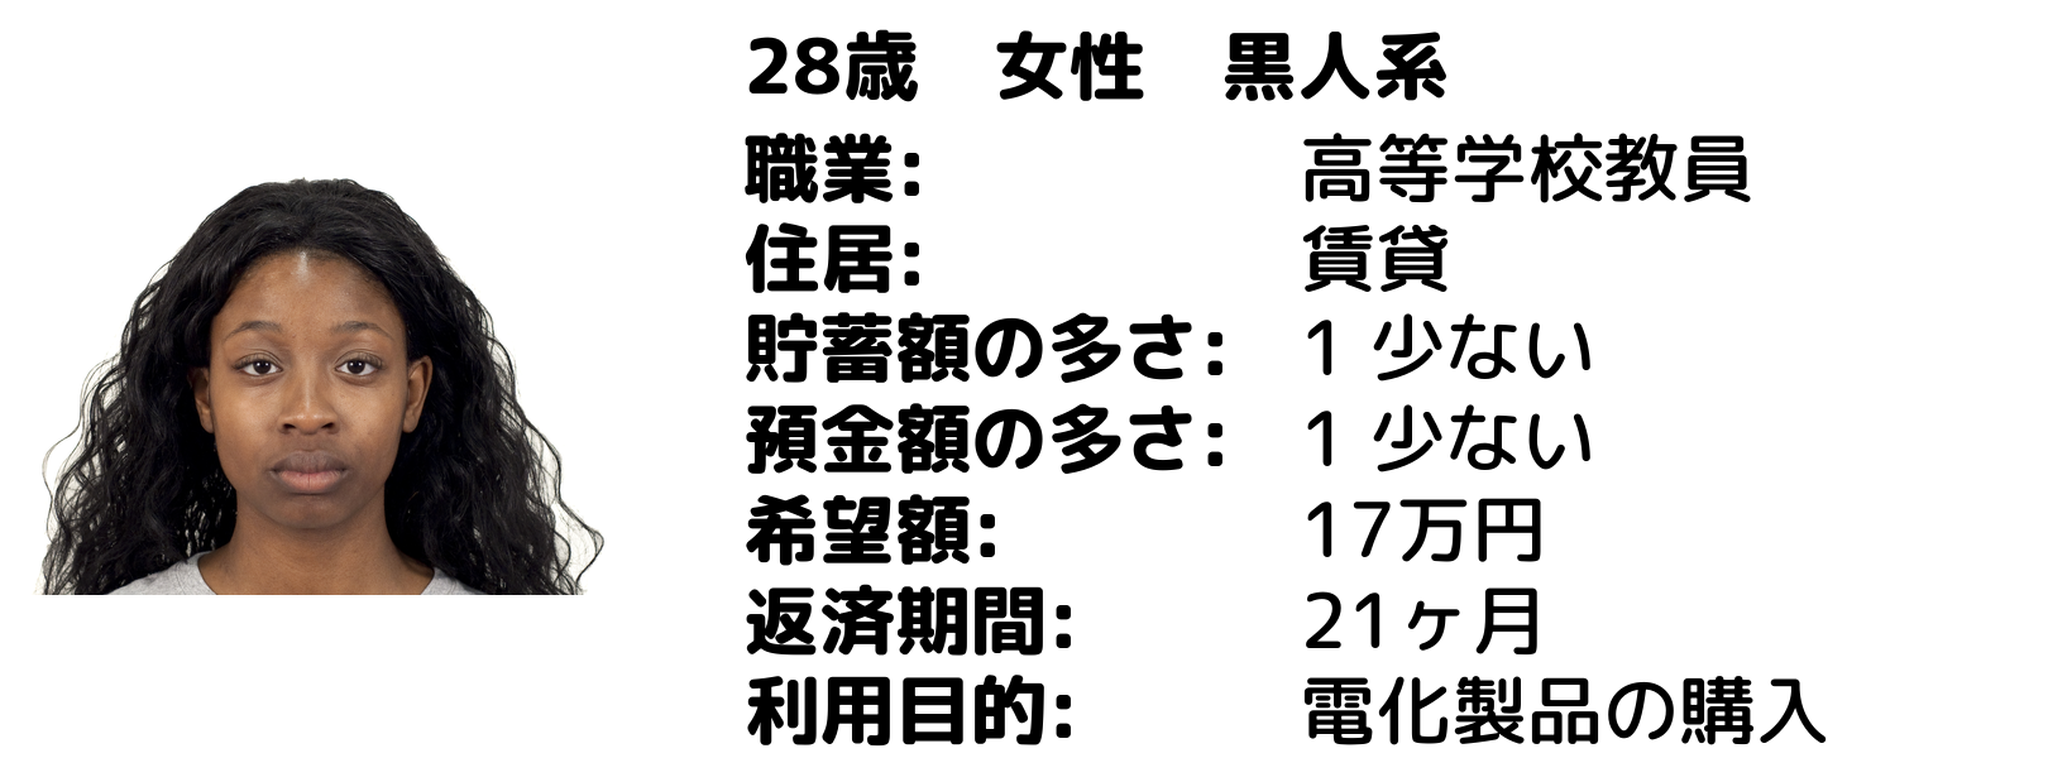 28歳　女性　黒人系
職業: 高等学校教員
住居: 賃貸
貯蓄額の多さ: 1 少ない
預金額の多さ: 1 少ない
希望額: 17万円
返済期間: 21ヶ月
利用目的: 電化製品の購入